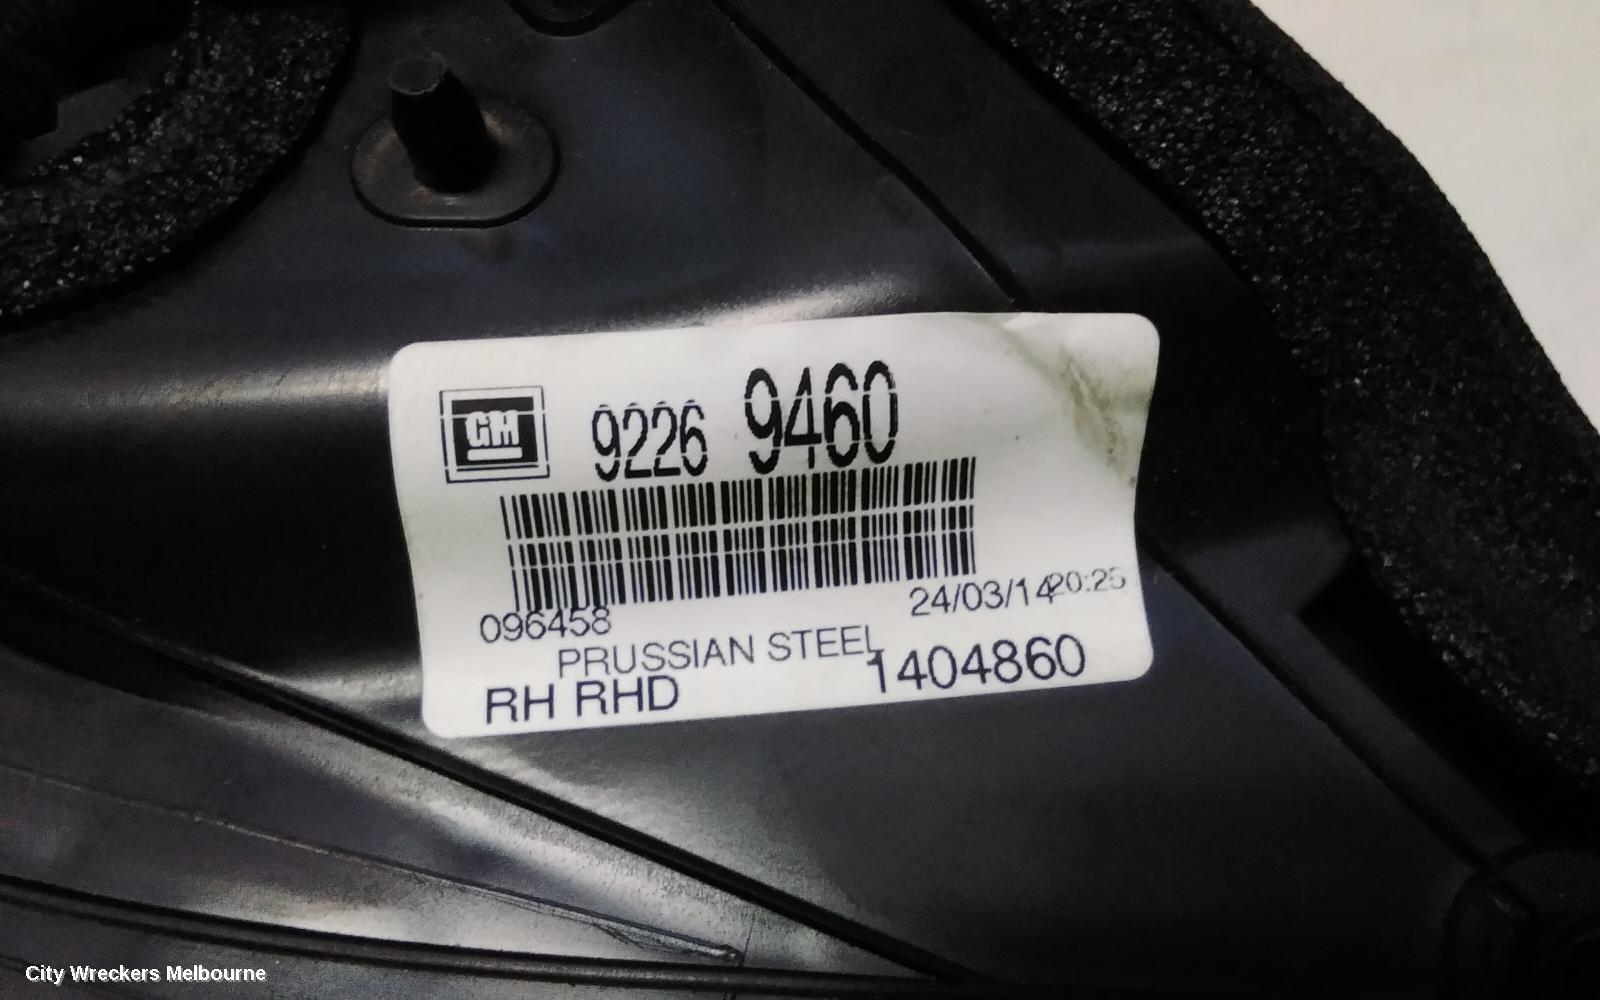 GM 9226 9460
096458 24/03/14 20:25
PRUSSIAN STEEL
RH RHD 1404860
City Wreckers Melbourne